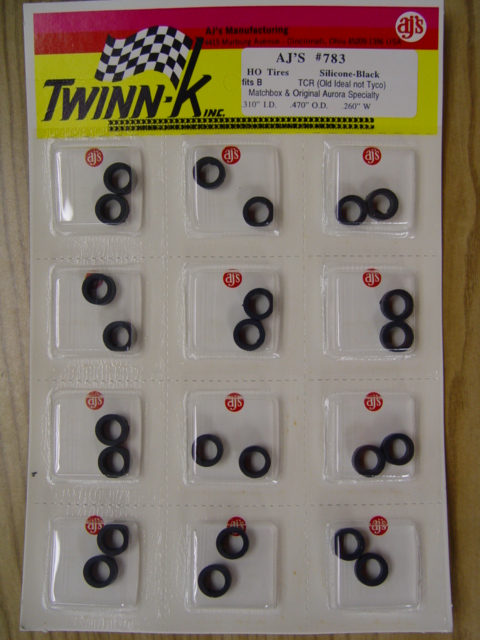 AJ's Manufacturing
aj's
AJ'S #783
HO Tires Silicone-Black
fits B TCR (Old Ideal not Tyco)
Matchbox & Original Aurora Specialty
.310" I.D. .470" O.D. .260" W
TWINN-K INC.
aj's
aj's
aj's
aj's
aj's
aj's
aj's
aj's
aj's
aj's
aj's
aj's